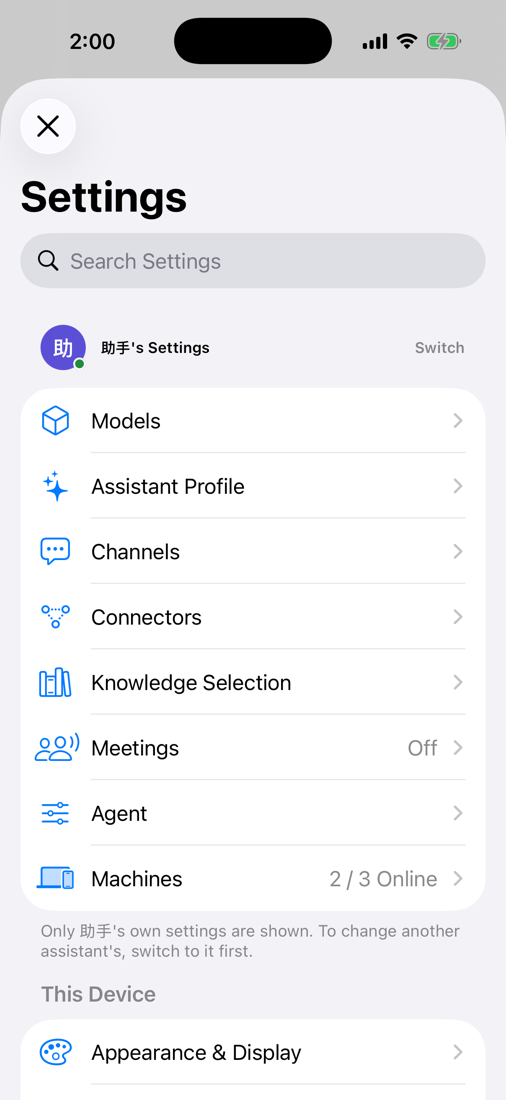 2:00
Settings
Search Settings
助
助手's Settings
Switch
Models
Assistant Profile
Channels
Connectors
Knowledge Selection
Meetings
Off
Agent
Machines
2 / 3 Online
Only 助手's own settings are shown. To change another
assistant's, switch to it first.
This Device
Appearance & Display